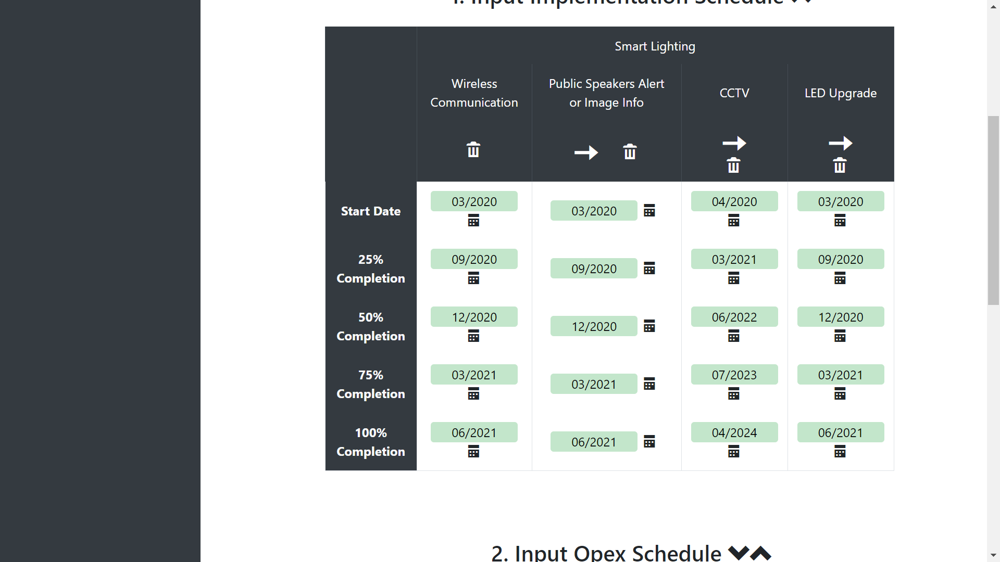 1. Input Implementation Schedule
Smart Lighting
Wireless
Communication
Public Speakers Alert
or Image Info
CCTV
LED Upgrade
Start Date
03/2020
03/2020
04/2020
03/2020
25%
Completion
09/2020
09/2020
03/2021
09/2020
50%
Completion
12/2020
12/2020
06/2022
12/2020
75%
Completion
03/2021
03/2021
07/2023
03/2021
100%
Completion
06/2021
06/2021
04/2024
06/2021
2. Input Opex Schedule